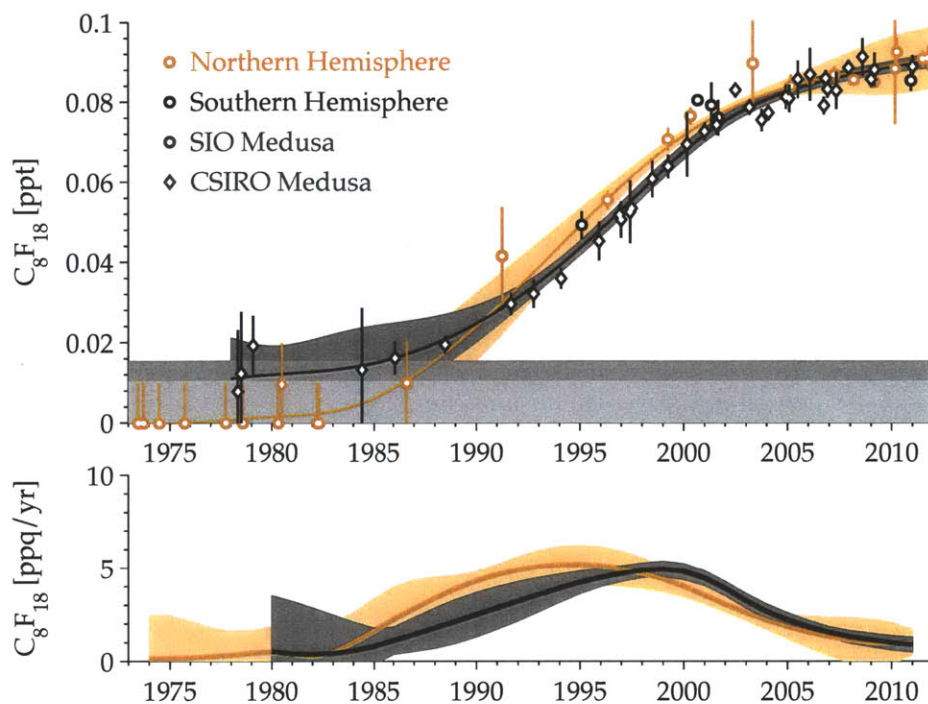 0.1
0.08
0.06
0.04
0.02
0
C₈F₁₈ [ppt]
Northern Hemisphere
Southern Hemisphere
SIO Medusa
CSIRO Medusa
1975 1980 1985 1990 1995 2000 2005 2010
10
5
0
C₈F₁₈ [ppq/yr]
1975 1980 1985 1990 1995 2000 2005 2010